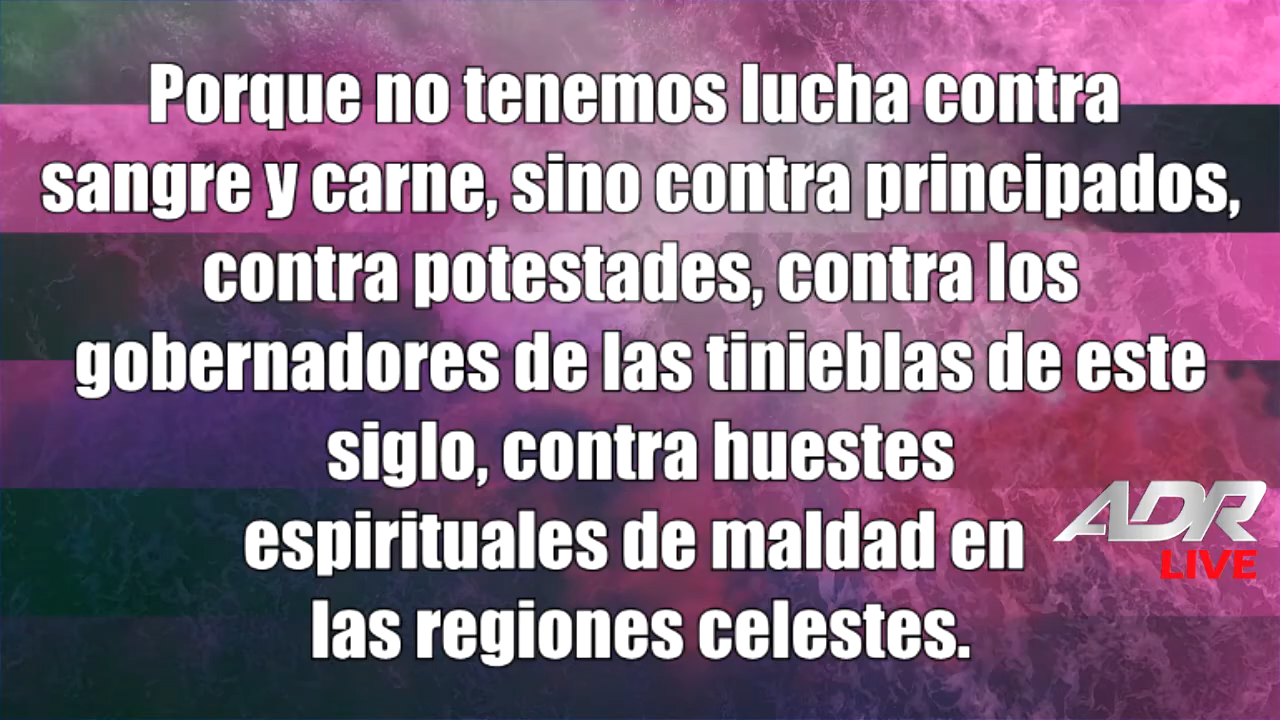 Porque no tenemos lucha contra
sangre y carne, sino contra principados,
contra potestades, contra los
gobernadores de las tinieblas de este
siglo, contra huestes
espirituales de maldad en
las regiones celestes.
ADR
LIVE